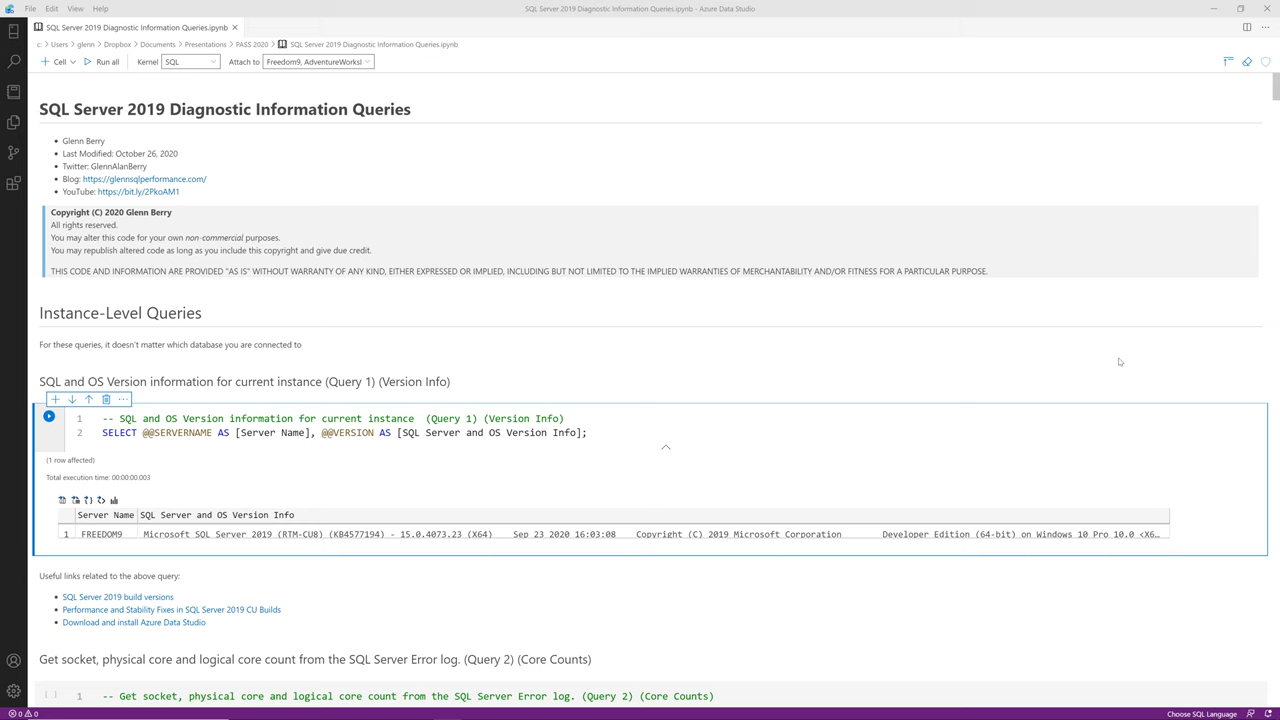 File Edit View Help
SQL Server 2019 Diagnostic Information Queries.ipynb - Azure Data Studio
SQL Server 2019 Diagnostic Information Queries.ipynb
c: > Users > glenn > Dropbox > Documents > Presentations > PASS 2020 > SQL Server 2019 Diagnostic Information Queries.ipynb
Cell Run all Kernel SQL Attach to Freedom9, AdventureWorksl
SQL Server 2019 Diagnostic Information Queries
• Glenn Berry
• Last Modified: October 26, 2020
• Twitter: GlennAlanBerry
• Blog: https://glennsqlperformance.com/
• YouTube: https://bit.ly/2PkoAM1
Copyright (C) 2020 Glenn Berry
All rights reserved.
You may alter this code for your own non-commercial purposes.
You may republish altered code as long as you include this copyright and give due credit.
THIS CODE AND INFORMATION ARE PROVIDED "AS IS" WITHOUT WARRANTY OF ANY KIND, EITHER EXPRESSED OR IMPLIED, INCLUDING BUT NOT LIMITED TO THE IMPLIED WARRANTIES OF MERCHANTABILITY AND/OR FITNESS FOR A PARTICULAR PURPOSE.
Instance-Level Queries
For these queries, it doesn't matter which database you are connected to
SQL and OS Version information for current instance (Query 1) (Version Info)
1 -- SQL and OS Version information for current instance (Query 1) (Version Info)
2 SELECT @@SERVERNAME AS [Server Name], @@VERSION AS [SQL Server and OS Version Info];
(1 row affected)
Total execution time: 00:00:00.003
Server Name SQL Server and OS Version Info
1 FREEDOM9 Microsoft SQL Server 2019 (RTM-CU8) (KB4577194) - 15.0.4073.23 (X64) Sep 23 2020 16:03:08 Copyright (C) 2019 Microsoft Corporation Developer Edition (64-bit) on Windows 10 Pro 10.0 <X6…
Useful links related to the above query:
• SQL Server 2019 build versions
• Performance and Stability Fixes in SQL Server 2019 CU Builds
• Download and install Azure Data Studio
Get socket, physical core and logical core count from the SQL Server Error log. (Query 2) (Core Counts)
[ ] 1 -- Get socket, physical core and logical core count from the SQL Server Error log. (Query 2) (Core Counts)
0 0 Choose SQL Language